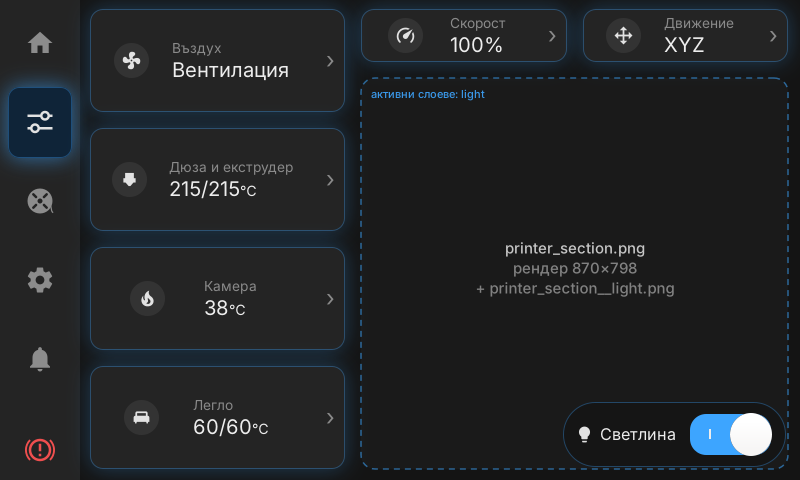 Въздух
Вентилация
Дюза и екструдер
215/215°C
Камера
38°C
Легло
60/60°C
Скорост
100%
Движение
XYZ
активни слоеве: light
printer_section.png
рендер 870×798
+ printer_section__light.png
Светлина
I